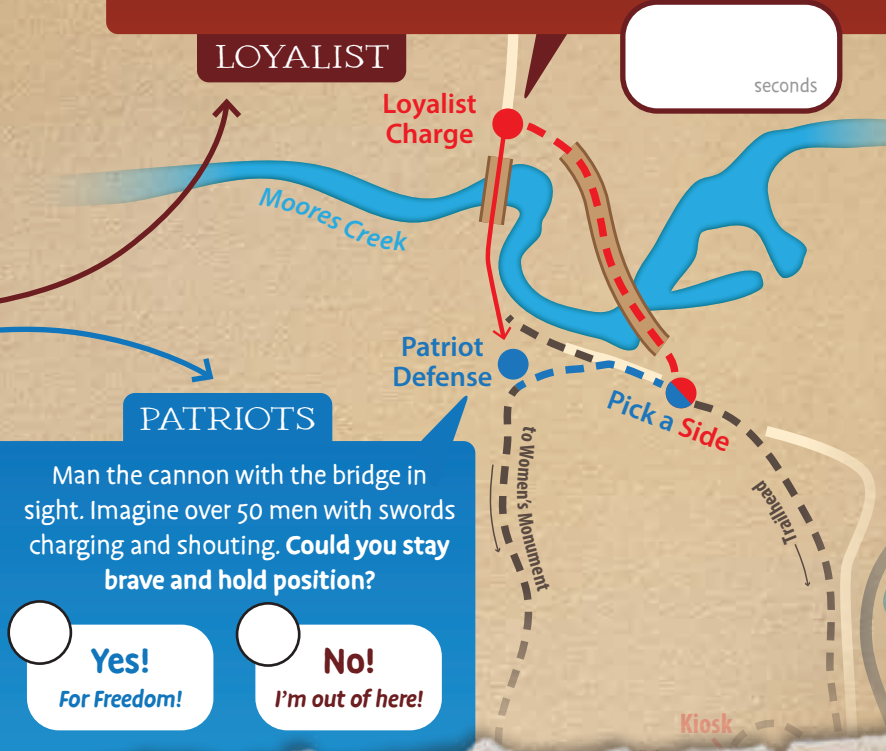 LOYALIST
seconds
Loyalist
Charge
Moores Creek
Patriot
Defense
Pick a Side
to Women's Monument
Trailhead
PATRIOTS
Man the cannon with the bridge in
sight. Imagine over 50 men with swords
charging and shouting. Could you stay
brave and hold position?
Yes!
For Freedom!
No!
I'm out of here!
Kiosk